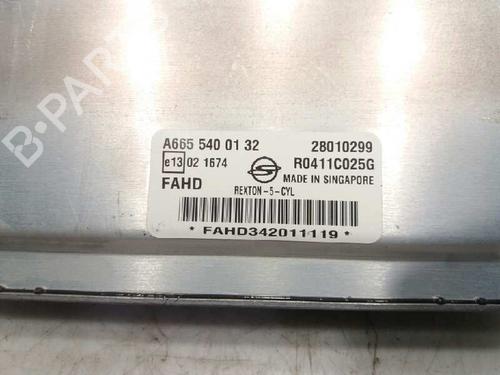 B-PARTS
A665 540 01 32 28010299
e13 02 1674 R0411C025G
FAHD MADE IN SINGAPORE
REXTON-5-CYL
* FAHD342011119 *